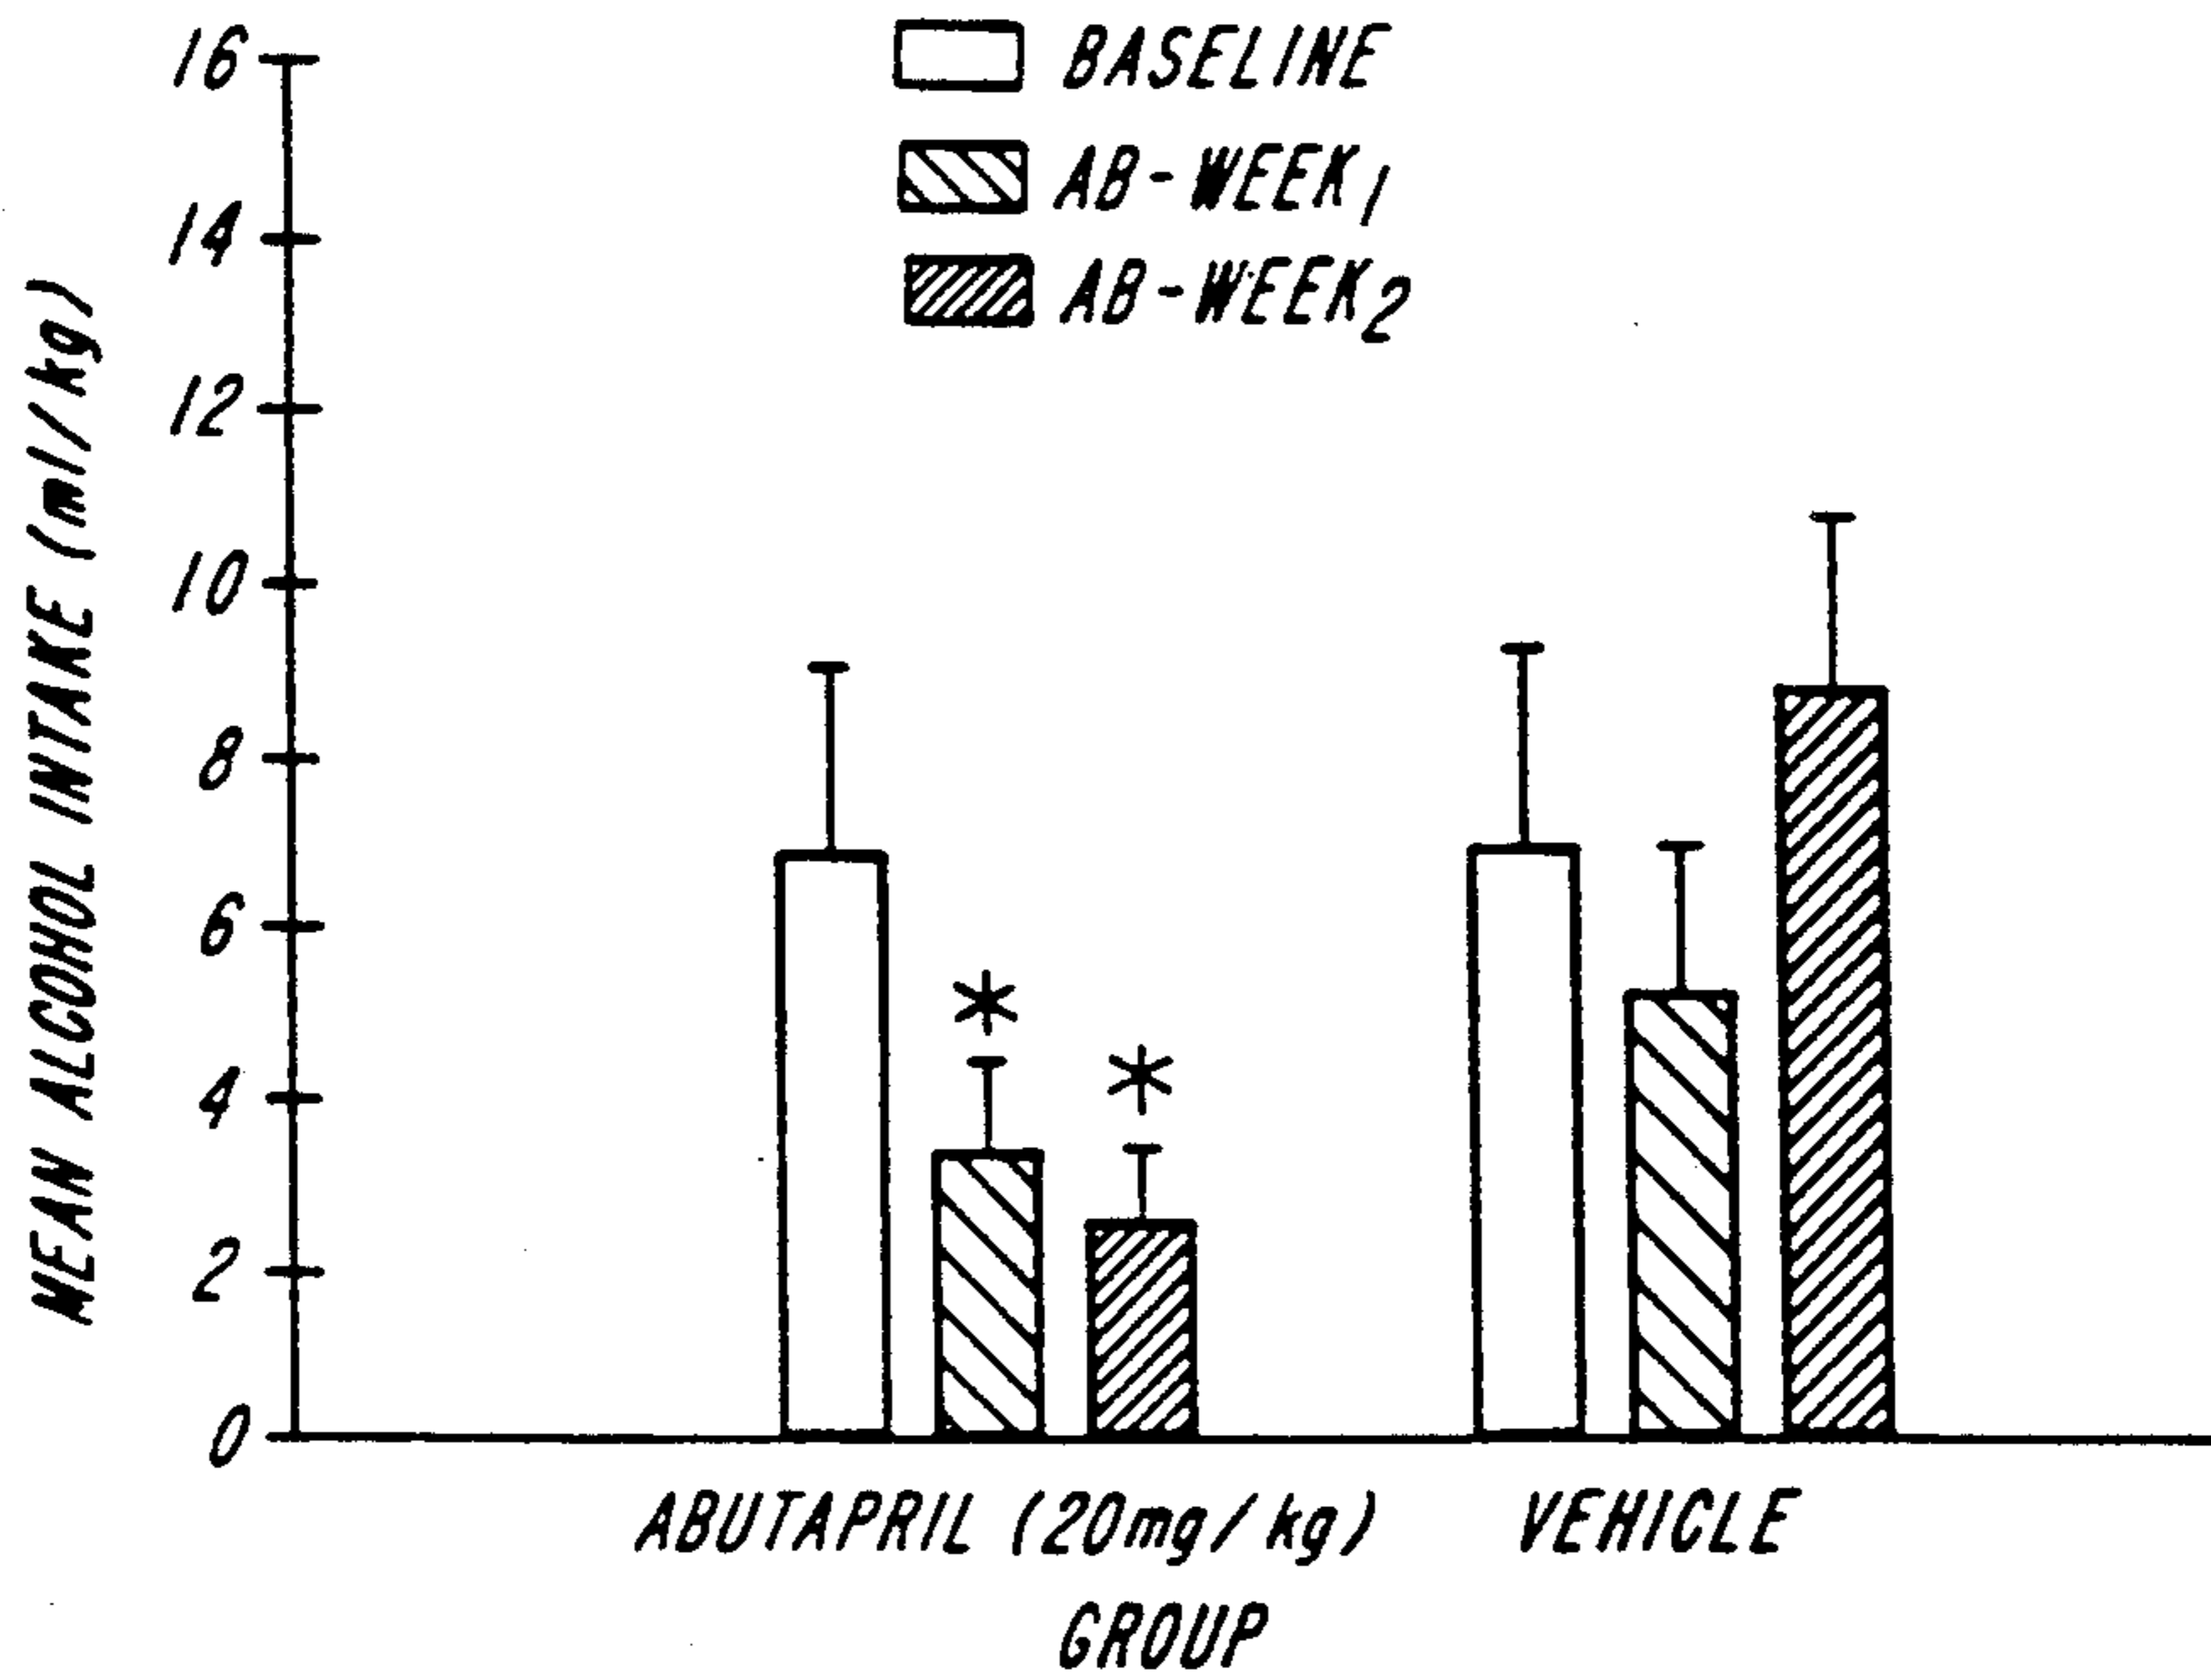 BASELINE
AB-WEEK1
AB-WEEK2
MEAN ALCOHOL INTAKE (ml/kg)
16
14
12
10
8
6
4
2
0
*
*
ABUTAPRIL (20mg/kg)
VEHICLE
GROUP